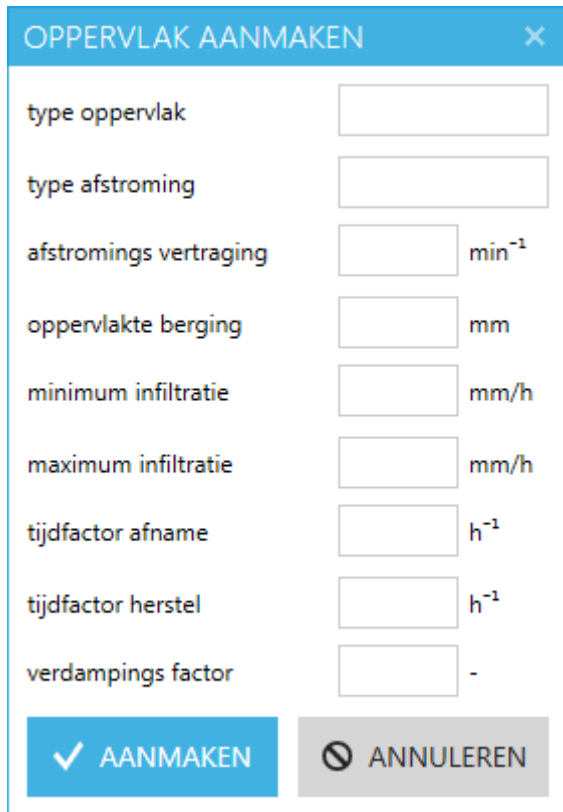 OPPERVLAK AANMAKEN ×
type oppervlak
type afstroming
afstromings vertraging min⁻¹
oppervlakte berging mm
minimum infiltratie mm/h
maximum infiltratie mm/h
tijdfactor afname h⁻¹
tijdfactor herstel h⁻¹
verdampings factor -
AANMAKEN ANNULEREN